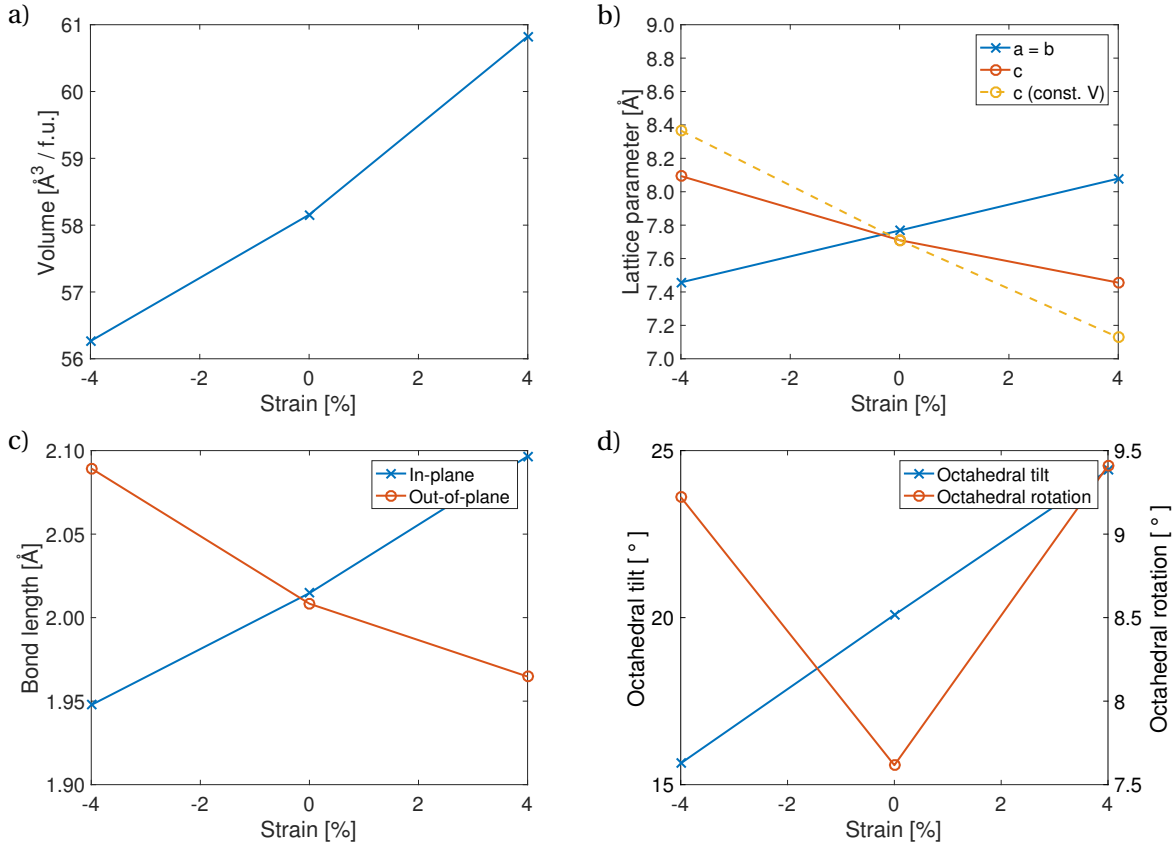 a)
61
60
59
58
57
56
Volume [Å³ / f.u.]
-4 -2 0 2 4
Strain [%]
b)
9.0
8.8
8.6
8.4
8.2
8.0
7.8
7.6
7.4
7.2
7.0
Lattice parameter [Å]
a = b
c
c (const. V)
-4 -2 0 2 4
Strain [%]
c)
2.10
2.05
2.00
1.95
1.90
Bond length [Å]
In-plane
Out-of-plane
-4 -2 0 2 4
Strain [%]
d)
25
20
15
Octahedral tilt [ ° ]
Octahedral tilt
Octahedral rotation
9.5
9
8.5
8
7.5
Octahedral rotation [ ° ]
-4 -2 0 2 4
Strain [%]